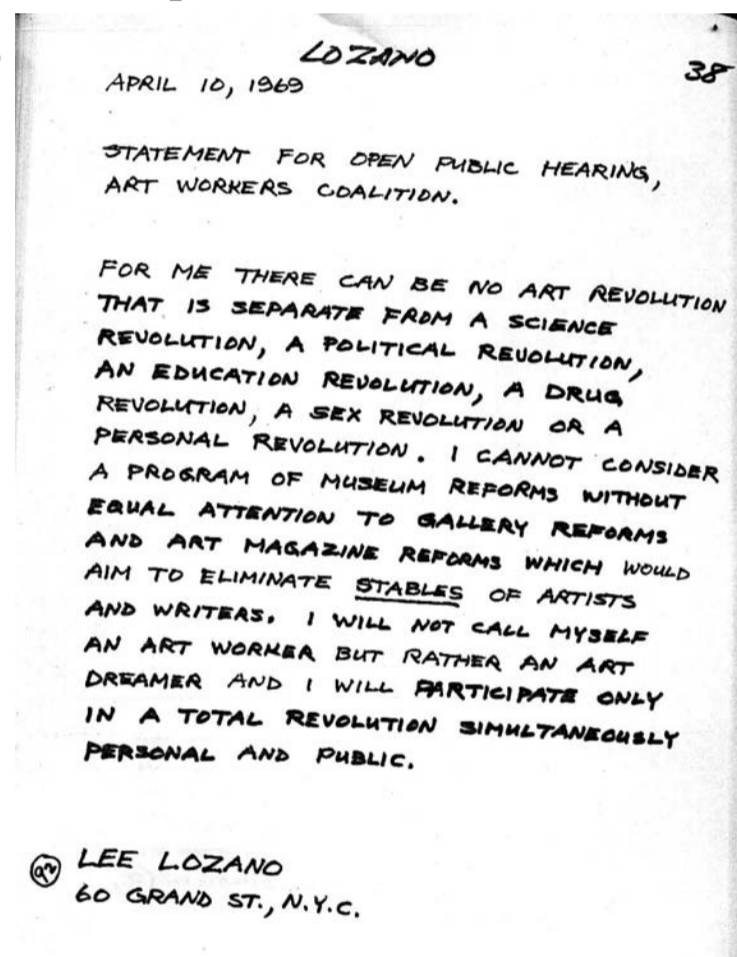 LOZANO
38
APRIL 10, 1969
STATEMENT FOR OPEN PUBLIC HEARING,
ART WORKERS COALITION.
FOR ME THERE CAN BE NO ART REVOLUTION
THAT IS SEPARATE FROM A SCIENCE
REVOLUTION, A POLITICAL REVOLUTION,
AN EDUCATION REVOLUTION, A DRUG
REVOLUTION, A SEX REVOLUTION OR A
PERSONAL REVOLUTION. I CANNOT CONSIDER
A PROGRAM OF MUSEUM REFORMS WITHOUT
EQUAL ATTENTION TO GALLERY REFORMS
AND ART MAGAZINE REFORMS WHICH WOULD
AIM TO ELIMINATE STABLES OF ARTISTS
AND WRITERS. I WILL NOT CALL MYSELF
AN ART WORKER BUT RATHER AN ART
DREAMER AND I WILL PARTICIPATE ONLY
IN A TOTAL REVOLUTION SIMULTANEOUSLY
PERSONAL AND PUBLIC.
92 LEE LOZANO
60 GRAND ST., N.Y.C.